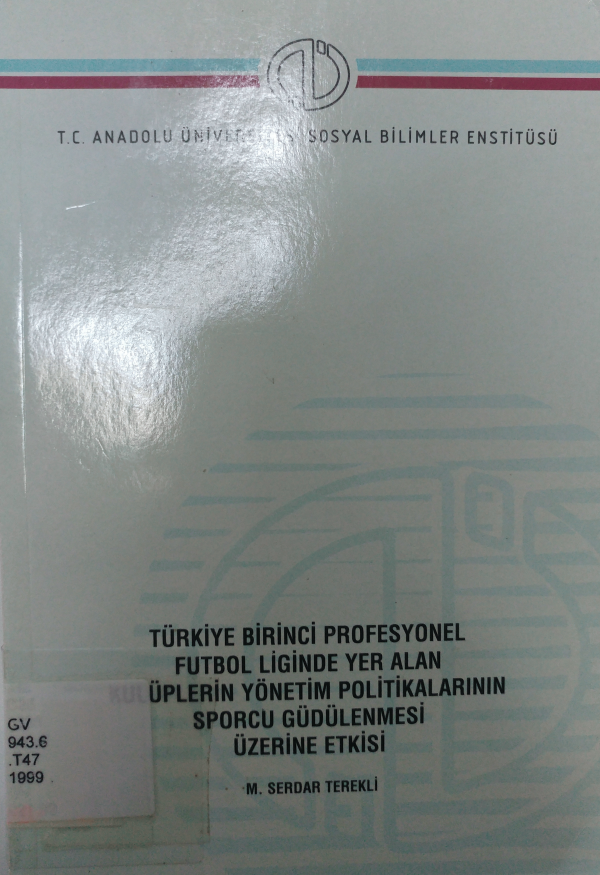 T.C. ANADOLU ÜNİVERSİTESİ SOSYAL BİLİMLER ENSTİTÜSÜ
TÜRKİYE BİRİNCİ PROFESYONEL
FUTBOL LİGİNDE YER ALAN
ÜPLERİN YÖNETİM POLİTİKALARININ
SPORCU GÜDÜLENMESİ
ÜZERİNE ETKİSİ
M. SERDAR TEREKLİ
GV
943.6
.T47
1999